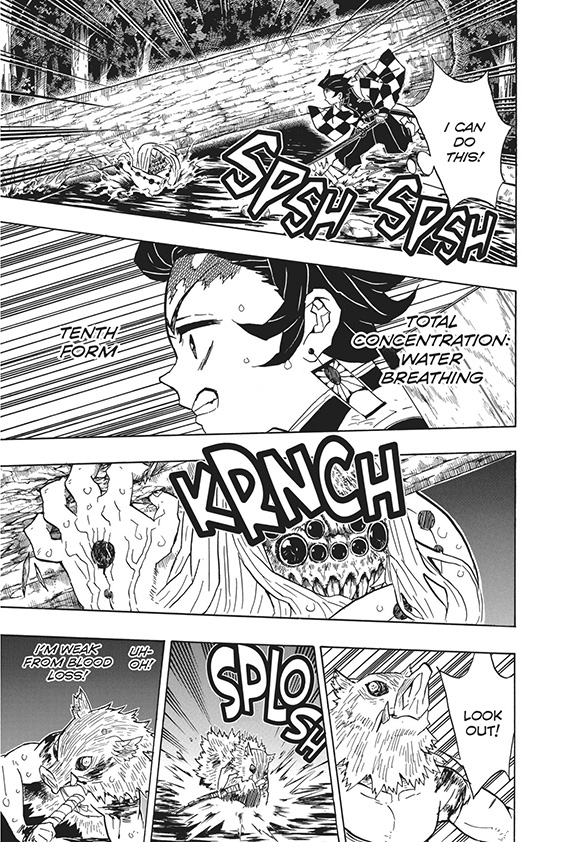 I CAN
DO
THIS!
SPSH
SPSH
TOTAL
CONCENTRATION:
WATER
BREATHING
TENTH
FORM
KRNCH
LOOK
OUT!
SPLOSH
UH-
OH!
I'M WEAK
FROM BLOOD
LOSS!